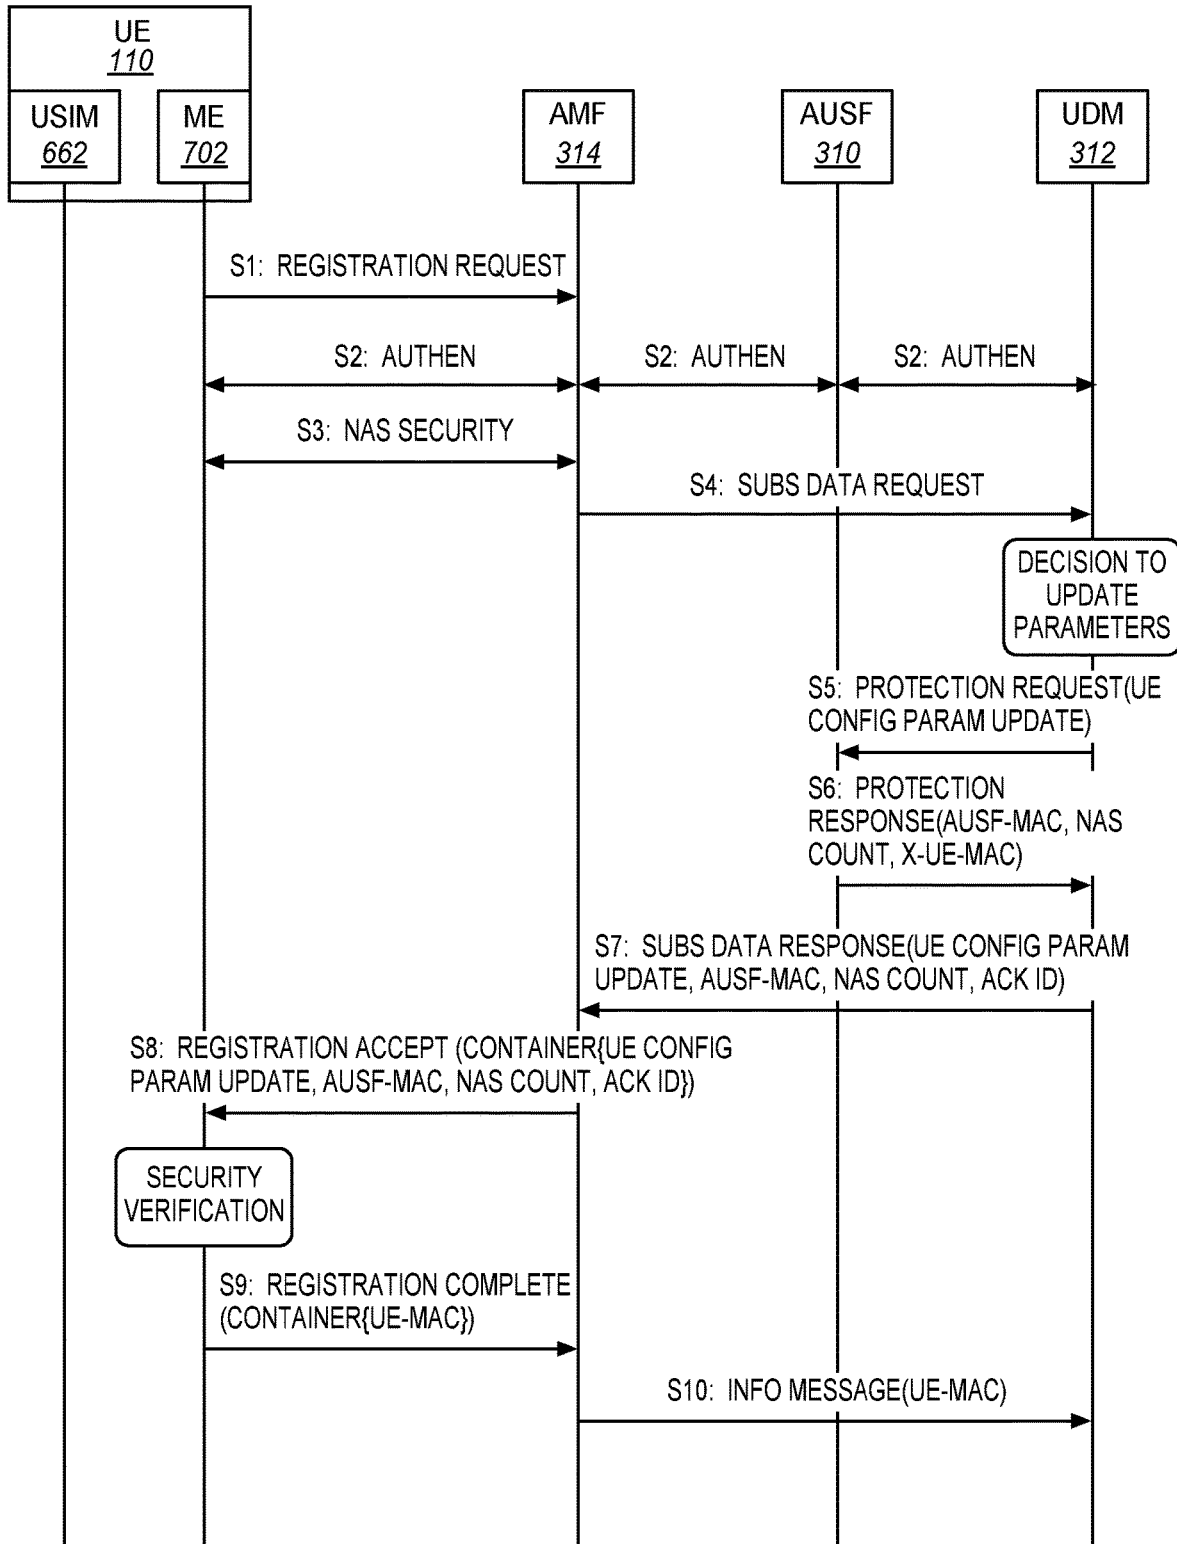 UE
110
USIM
662
ME
702
AMF
314
AUSF
310
UDM
312
S1: REGISTRATION REQUEST
S2: AUTHEN
S2: AUTHEN
S2: AUTHEN
S3: NAS SECURITY
S4: SUBS DATA REQUEST
DECISION TO
UPDATE
PARAMETERS
S5: PROTECTION REQUEST(UE
CONFIG PARAM UPDATE)
S6: PROTECTION
RESPONSE(AUSF-MAC, NAS
COUNT, X-UE-MAC)
S7: SUBS DATA RESPONSE(UE CONFIG PARAM
UPDATE, AUSF-MAC, NAS COUNT, ACK ID)
S8: REGISTRATION ACCEPT (CONTAINER{UE CONFIG
PARAM UPDATE, AUSF-MAC, NAS COUNT, ACK ID})
SECURITY
VERIFICATION
S9: REGISTRATION COMPLETE
(CONTAINER{UE-MAC})
S10: INFO MESSAGE(UE-MAC)